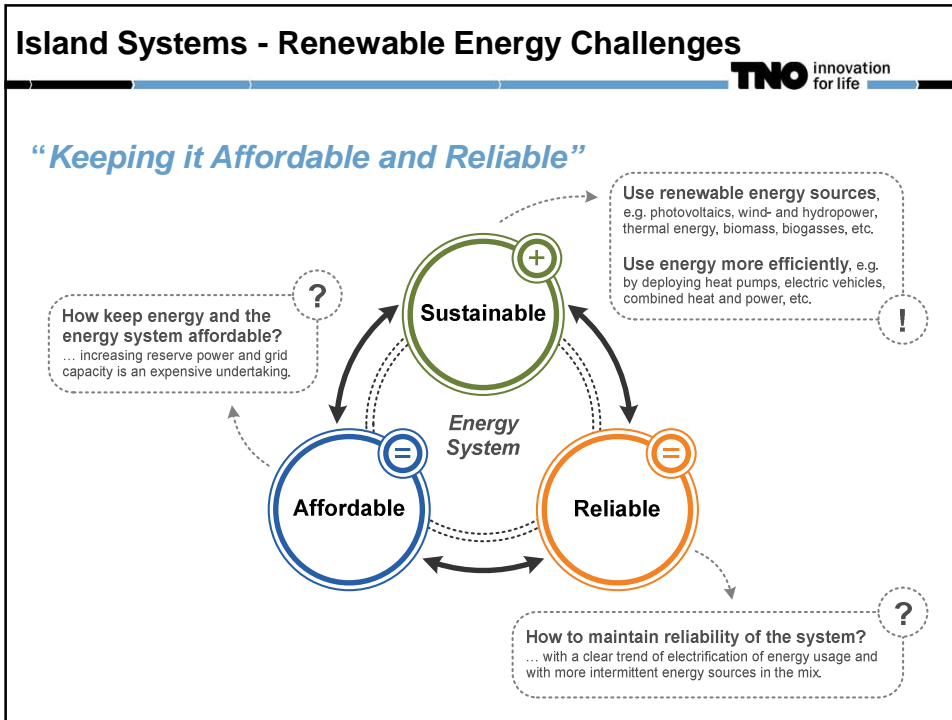 Island Systems - Renewable Energy Challenges
TNO innovation
for life
“Keeping it Affordable and Reliable”
Use renewable energy sources,
e.g. photovoltaics, wind- and hydropower,
thermal energy, biomass, biogasses, etc.
Use energy more efficiently, e.g.
by deploying heat pumps, electric vehicles,
combined heat and power, etc.
!
+
Sustainable
?
How keep energy and the
energy system affordable?
... increasing reserve power and grid
capacity is an expensive undertaking.
Energy
System
=
Affordable
=
Reliable
?
How to maintain reliability of the system?
... with a clear trend of electrification of energy usage and
with more intermittent energy sources in the mix.